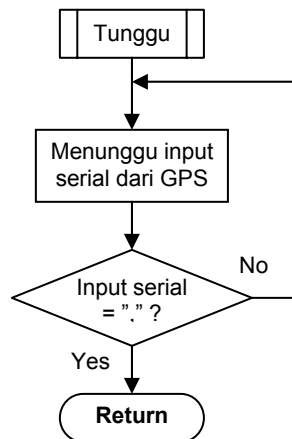 Tunggu
Menunggu input
serial dari GPS
Input serial
= ”,” ?
No
Yes
Return